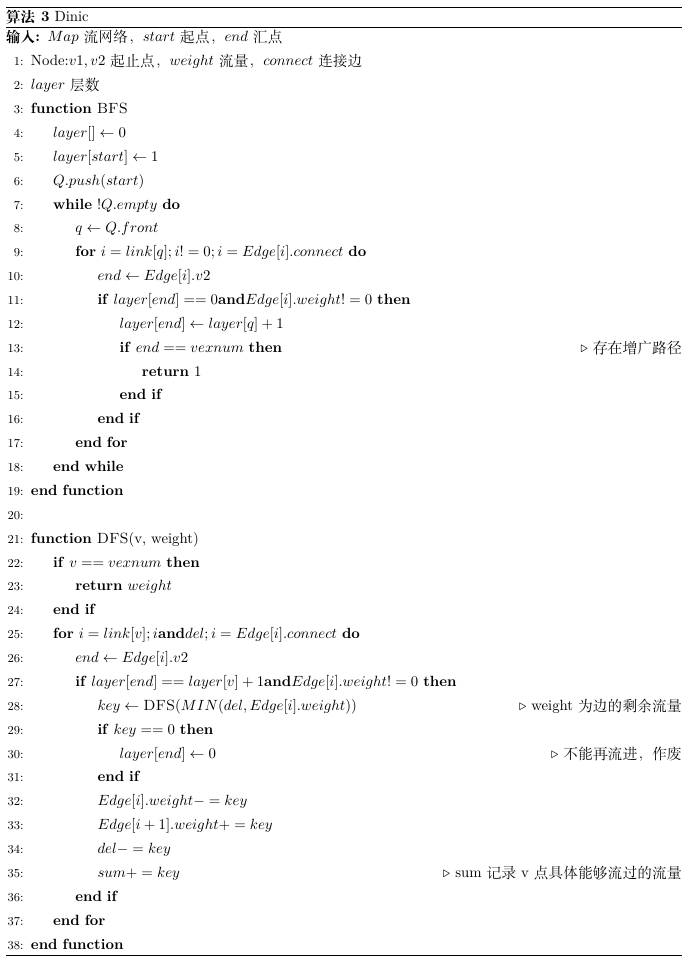 算法 3 Dinic
输入: Map 流网络, start 起点, end 汇点
1: Node:v1, v2 起止点, weight 流量, connect 连接边
2: layer 层数
3: function BFS
4: layer[] ← 0
5: layer[start] ← 1
6: Q.push(start)
7: while !Q.empty do
8: q ← Q.front
9: for i = link[q]; i! = 0; i = Edge[i].connect do
10: end ← Edge[i].v2
11: if layer[end] == 0andEdge[i].weight! = 0 then
12: layer[end] ← layer[q] + 1
13: if end == vexnum then ▷ 存在增广路径
14: return 1
15: end if
16: end if
17: end for
18: end while
19: end function
20:
21: function DFS(v, weight)
22: if v == vexnum then
23: return weight
24: end if
25: for i = link[v]; ianddel; i = Edge[i].connect do
26: end ← Edge[i].v2
27: if layer[end] == layer[v] + 1andEdge[i].weight! = 0 then
28: key ← DFS(MIN(del, Edge[i].weight)) ▷ weight 为边的剩余流量
29: if key == 0 then
30: layer[end] ← 0 ▷ 不能再流进, 作废
31: end if
32: Edge[i].weight− = key
33: Edge[i + 1].weight+ = key
34: del− = key
35: sum+ = key ▷ sum 记录 v 点具体能够流过的流量
36: end if
37: end for
38: end function